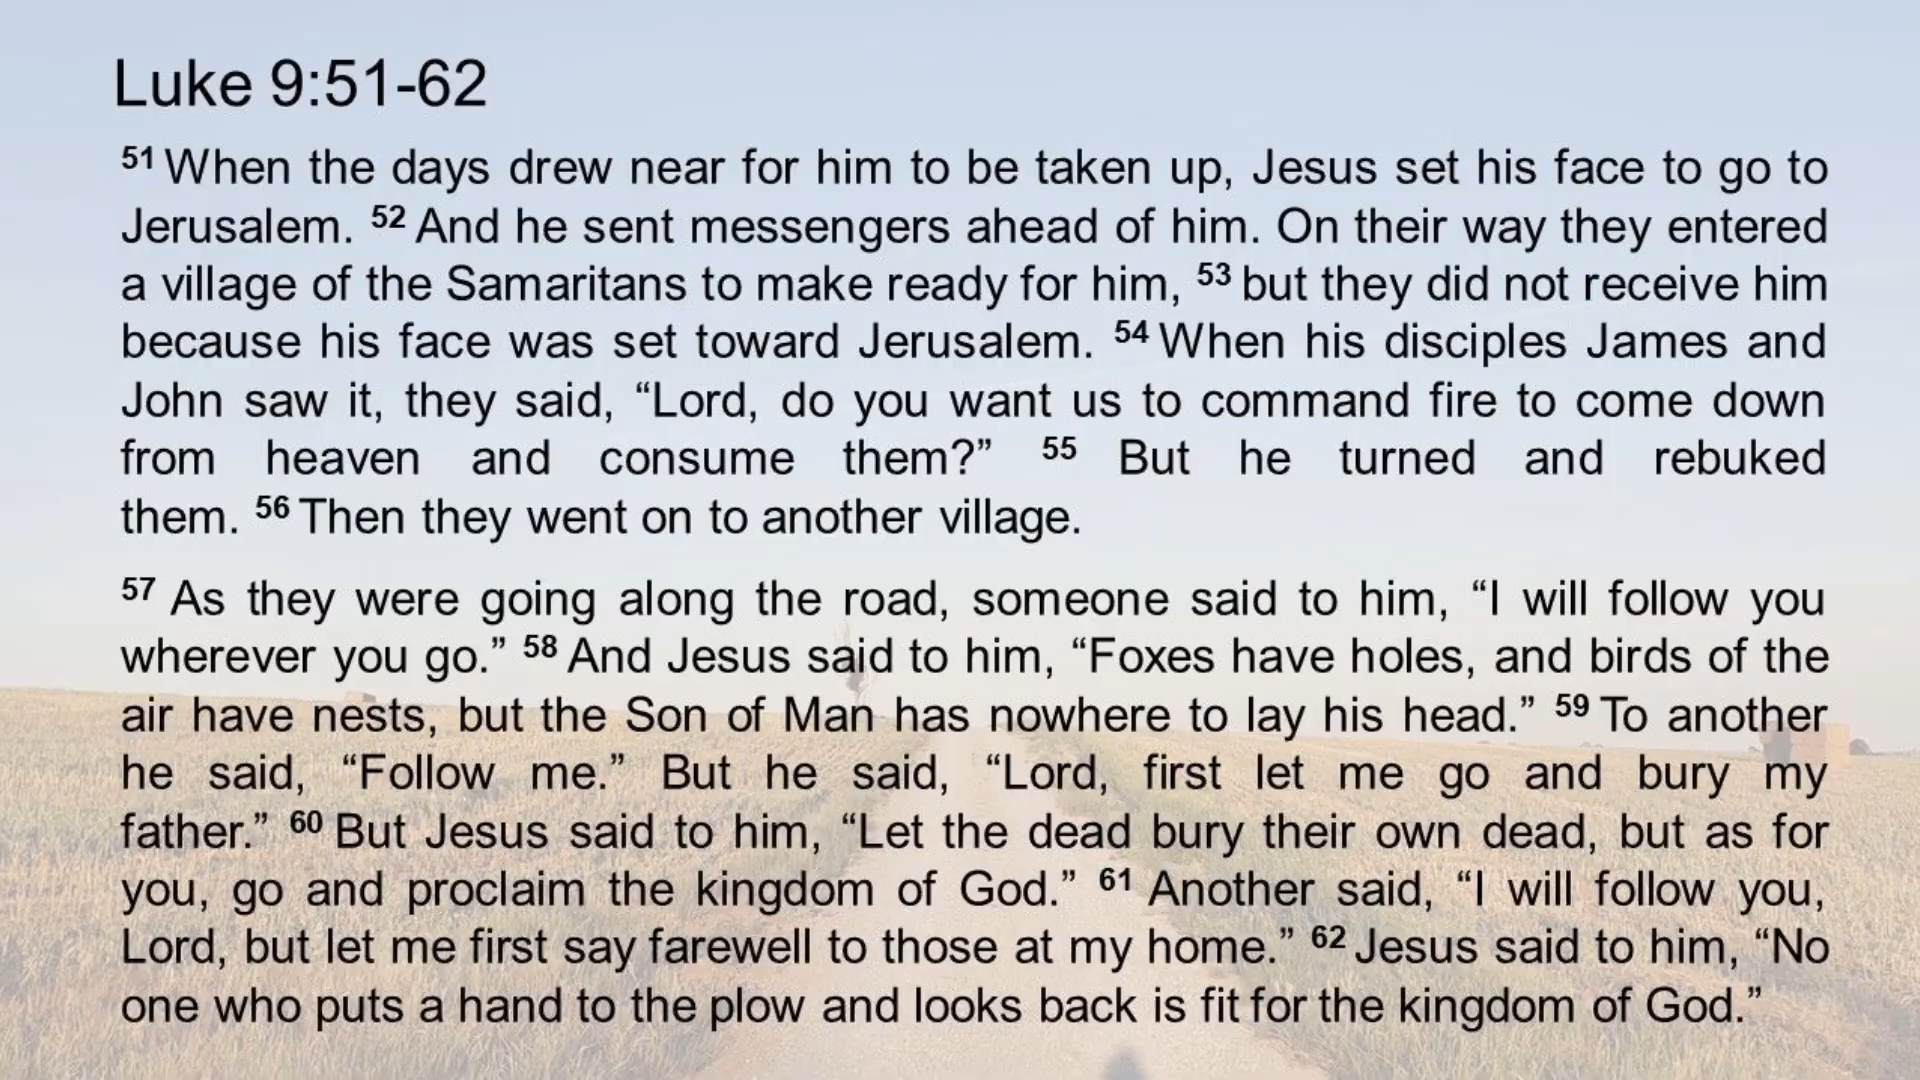 Luke 9:51-62
51 When the days drew near for him to be taken up, Jesus set his face to go to
Jerusalem. 52 And he sent messengers ahead of him. On their way they entered
a village of the Samaritans to make ready for him, 53 but they did not receive him
because his face was set toward Jerusalem. 54 When his disciples James and
John saw it, they said, “Lord, do you want us to command fire to come down
from heaven and consume them?” 55 But he turned and rebuked
them. 56 Then they went on to another village.
57 As they were going along the road, someone said to him, “I will follow you
wherever you go.” 58 And Jesus said to him, “Foxes have holes, and birds of the
air have nests, but the Son of Man has nowhere to lay his head.” 59 To another
he said, “Follow me.” But he said, “Lord, first let me go and bury my
father.” 60 But Jesus said to him, “Let the dead bury their own dead, but as for
you, go and proclaim the kingdom of God.” 61 Another said, “I will follow you,
Lord, but let me first say farewell to those at my home.” 62 Jesus said to him, “No
one who puts a hand to the plow and looks back is fit for the kingdom of God.”